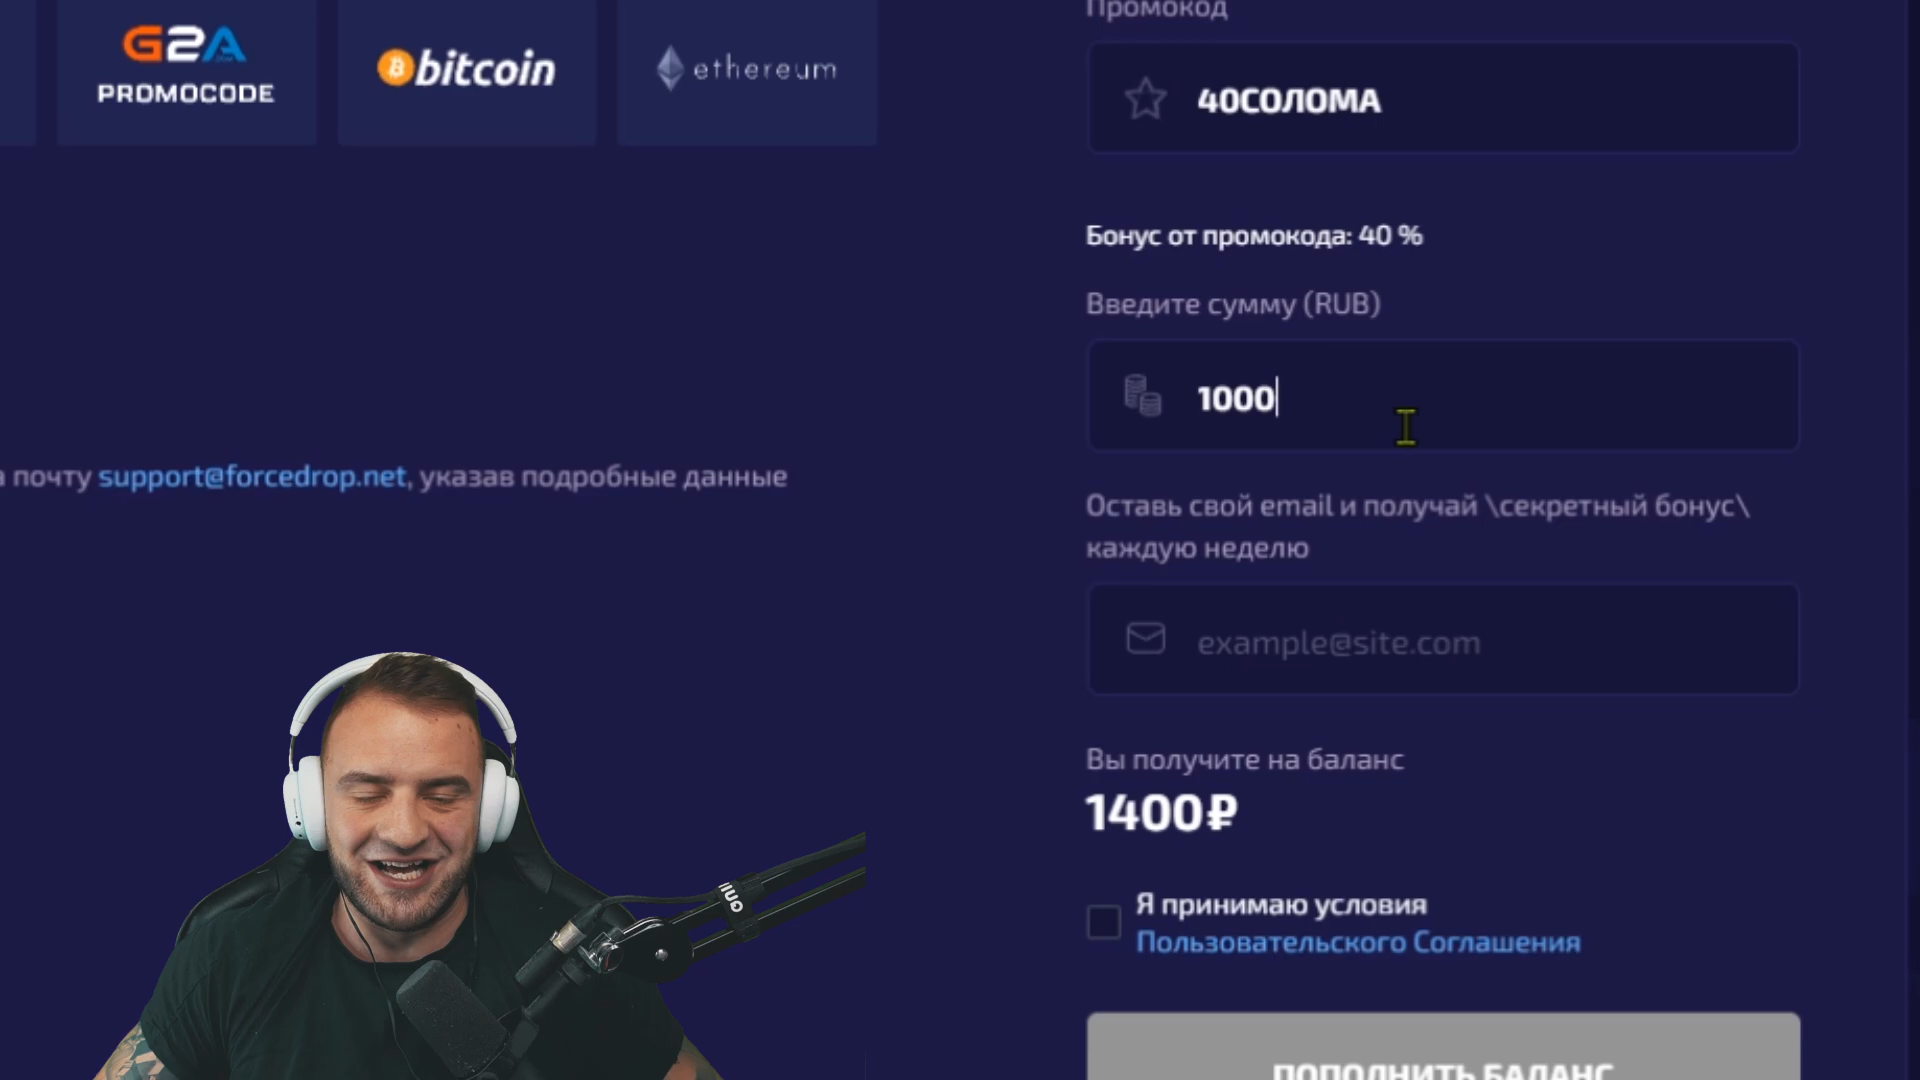 G2A
PROMOCODE
bitcoin
ethereum
Промокод
40СОЛОМА
Бонус от промокода: 40 %
Введите сумму (RUB)
1000
почту support@forcedrop.net, указав подробные данные
Оставь свой email и получай \секретный бонус\
каждую неделю
example@site.com
Вы получите на баланс
1400₽
Я принимаю условия
Пользовательского Соглашения
ПОПОЛНИТЬ БАЛАНС